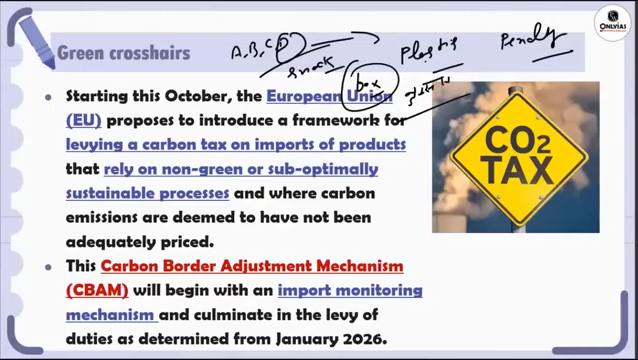 ONLYIAS
Green crosshairs
A, B, C, D
snack
box
Plastic
Penalty
Starting this October, the European Union
(EU) proposes to introduce a framework for
levying a carbon tax on imports of products
that rely on non-green or sub-optimally
sustainable processes and where carbon
emissions are deemed to have not been
adequately priced.
This Carbon Border Adjustment Mechanism
(CBAM) will begin with an import monitoring
mechanism and culminate in the levy of
duties as determined from January 2026.
CO2
TAX